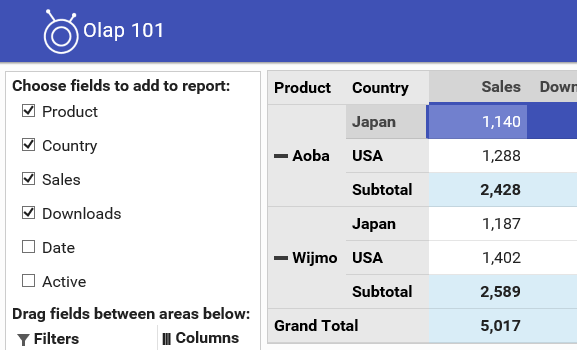 Olap 101
Choose fields to add to report:
Product
Country
Sales
Downloads
Date
Active
Drag fields between areas below:
Filters Columns
Product Country Sales Down
Aoba Japan 1,140
USA 1,288
Subtotal 2,428
Wijmo Japan 1,187
USA 1,402
Subtotal 2,589
Grand Total 5,017